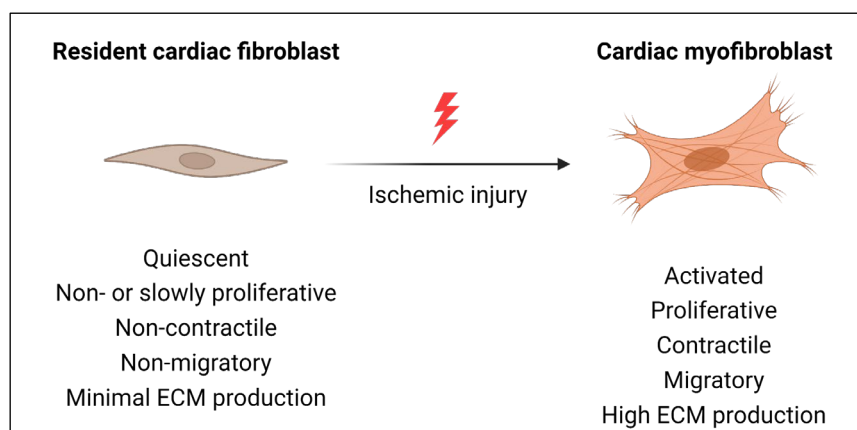 Resident cardiac fibroblast
Cardiac myofibroblast
Ischemic injury
Quiescent
Non- or slowly proliferative
Non-contractile
Non-migratory
Minimal ECM production
Activated
Proliferative
Contractile
Migratory
High ECM production